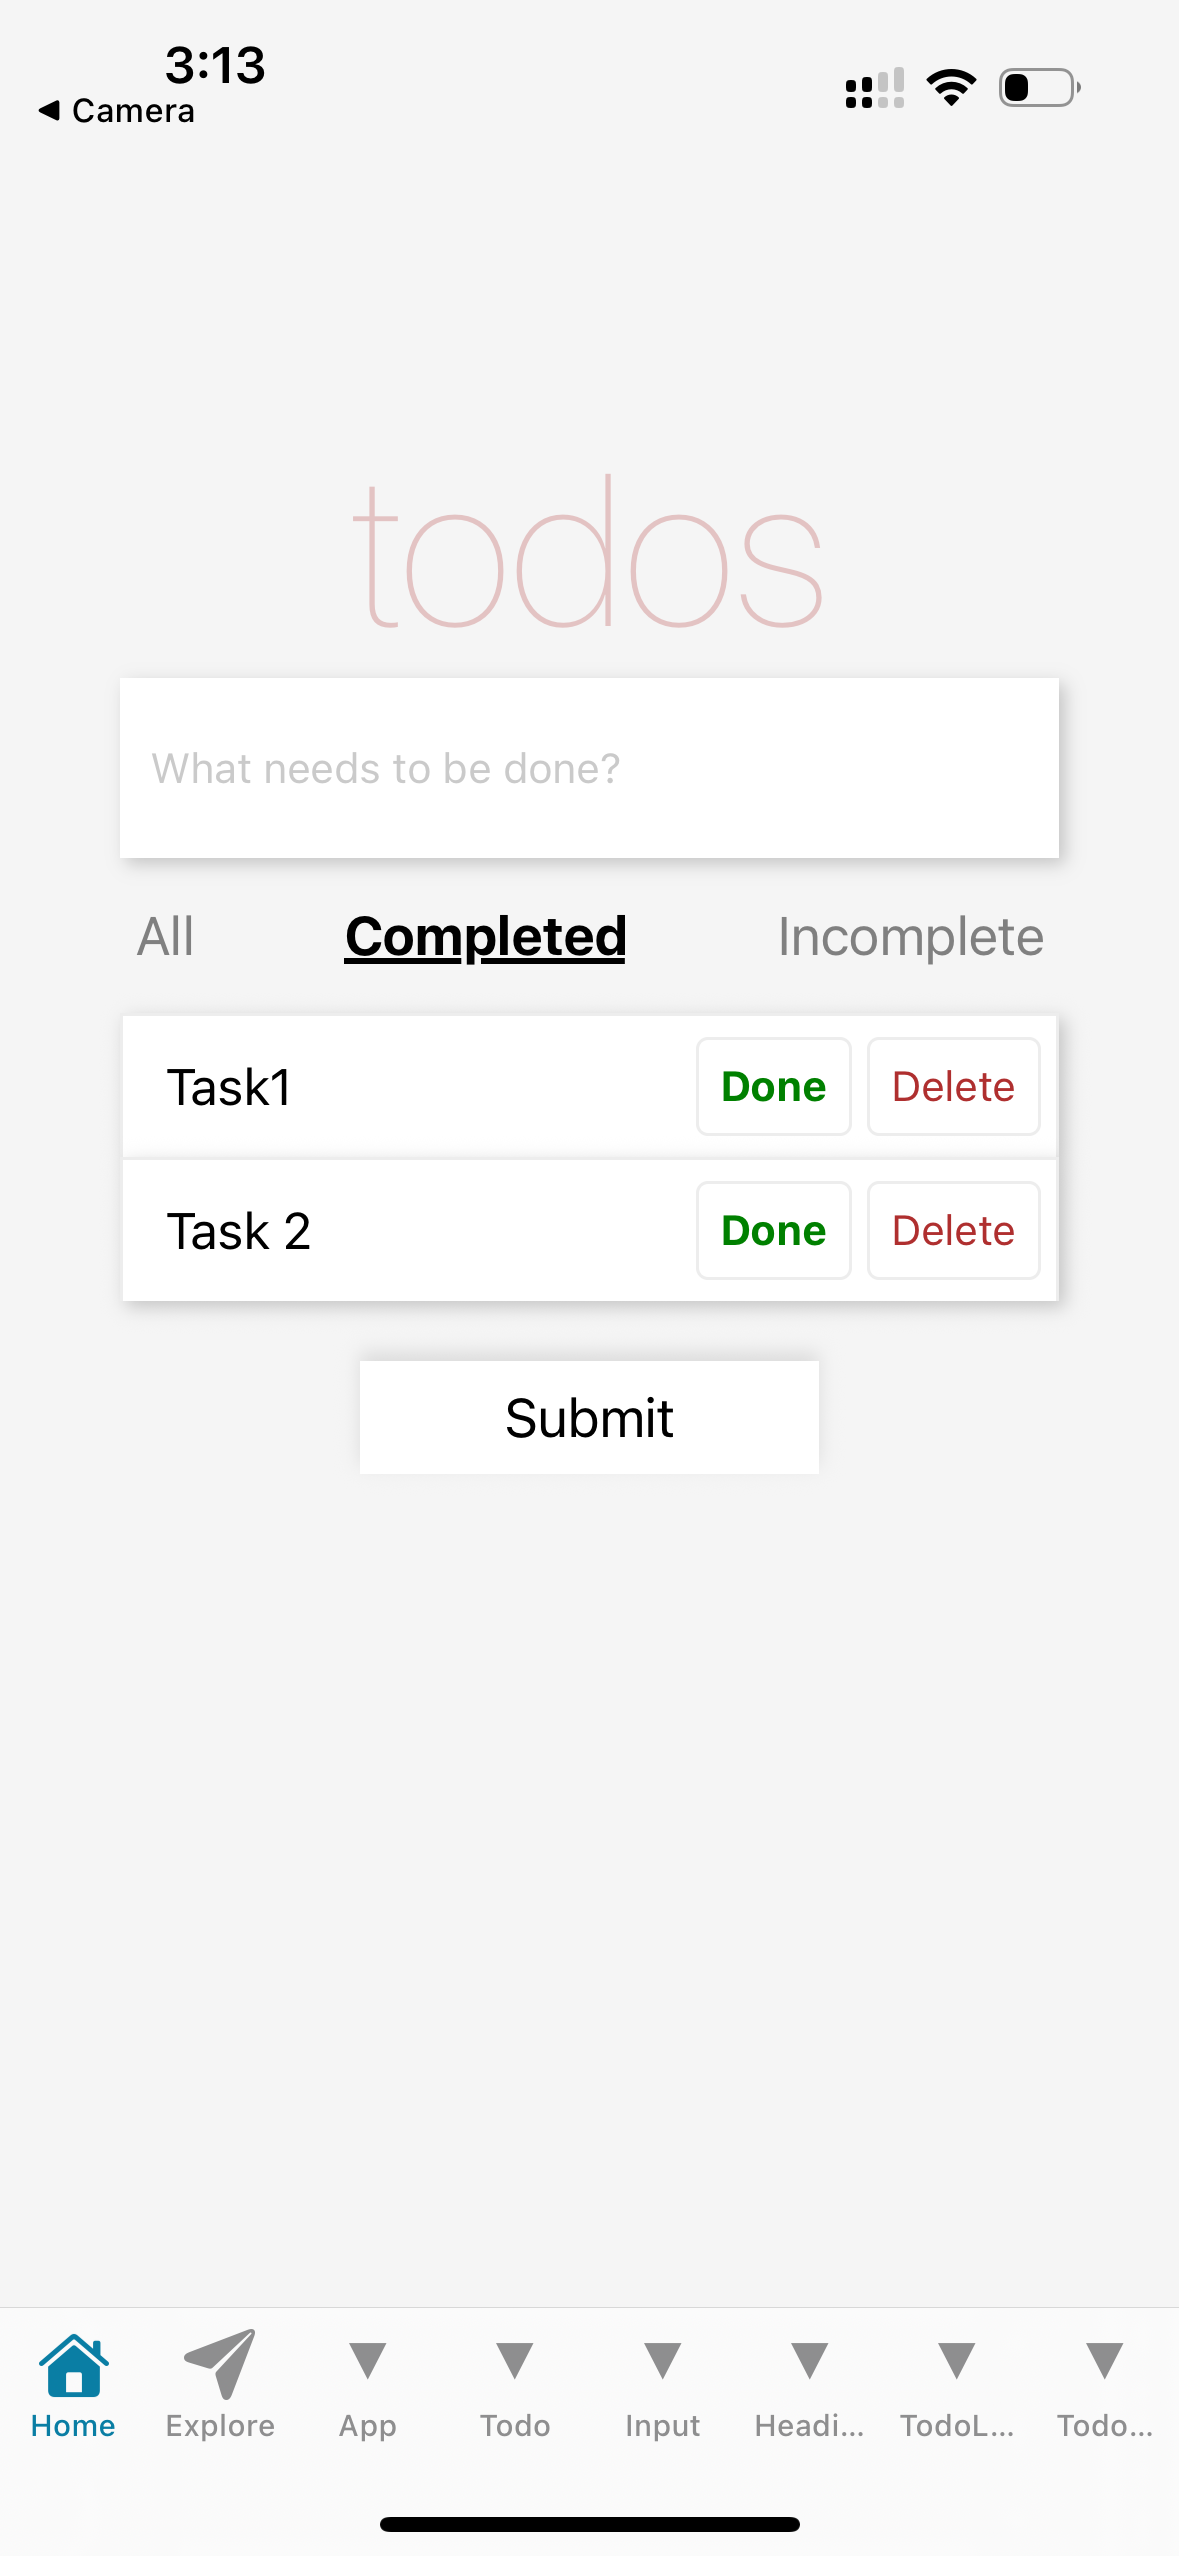 3:13
◀ Camera
todos
What needs to be done?
All Completed Incomplete
Task1 Done Delete
Task 2 Done Delete
Submit
Home Explore App Todo Input Headi... TodoL... Todo...